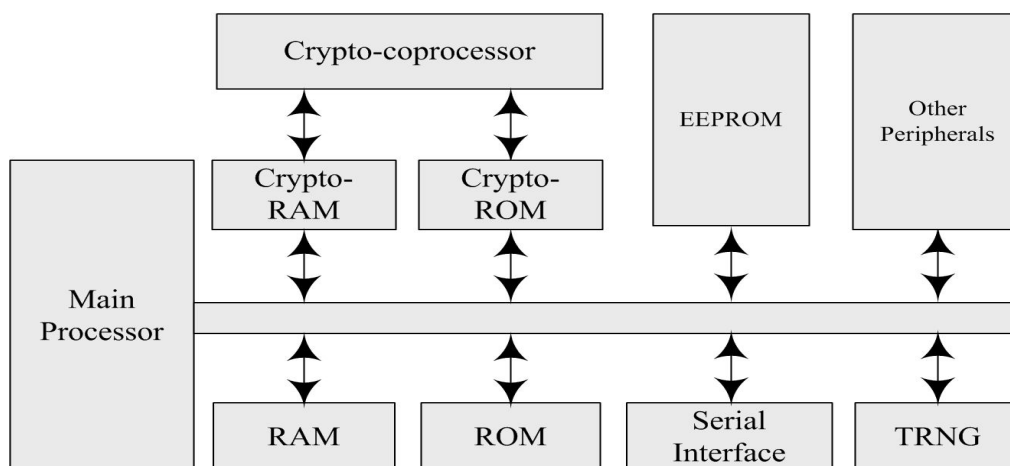 Crypto-coprocessor
EEPROM
Other
Peripherals
Crypto-
RAM
Crypto-
ROM
Main
Processor
RAM
ROM
Serial
Interface
TRNG